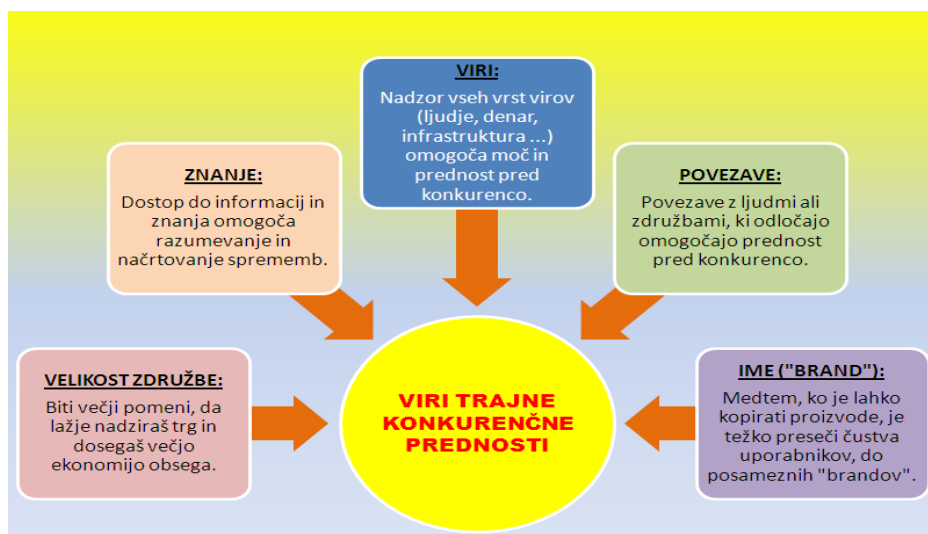 VIRI:
Nadzor vseh vrst virov
(ljudje, denar,
infrastruktura ...)
omogoča moč in
prednost pred
konkurenco.
ZNANJE:
Dostop do informacij in
znanja omogoča
razumevanje in
načrtovanje sprememb.
POVEZAVE:
Povezave z ljudmi ali
združbami, ki odločajo
omogočajo prednost
pred konkurenco.
VELIKOST ZDRUŽBE:
Biti večji pomeni, da
lažje nadziraš trg in
dosegaš večjo
ekonomijo obsega.
VIRI TRAJNE
KONKURENČNE
PREDNOSTI
IME ("BRAND"):
Medtem, ko je lahko
kopirati proizvode, je
težko preseči čustva
uporabnikov, do
posameznih "brandov".